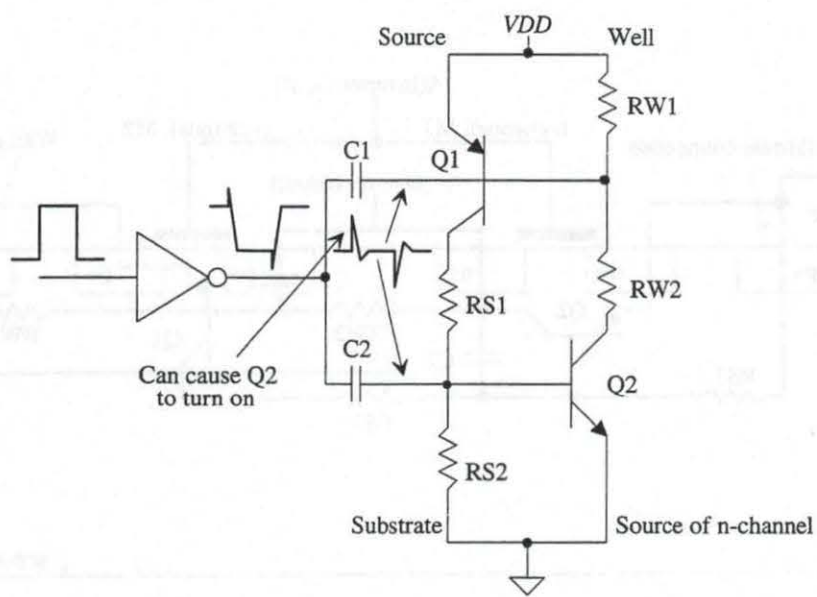 VDD
Source
Well
RW1
C1
Q1
RS1
RW2
C2
Can cause Q2
to turn on
Q2
RS2
Substrate
Source of n-channel